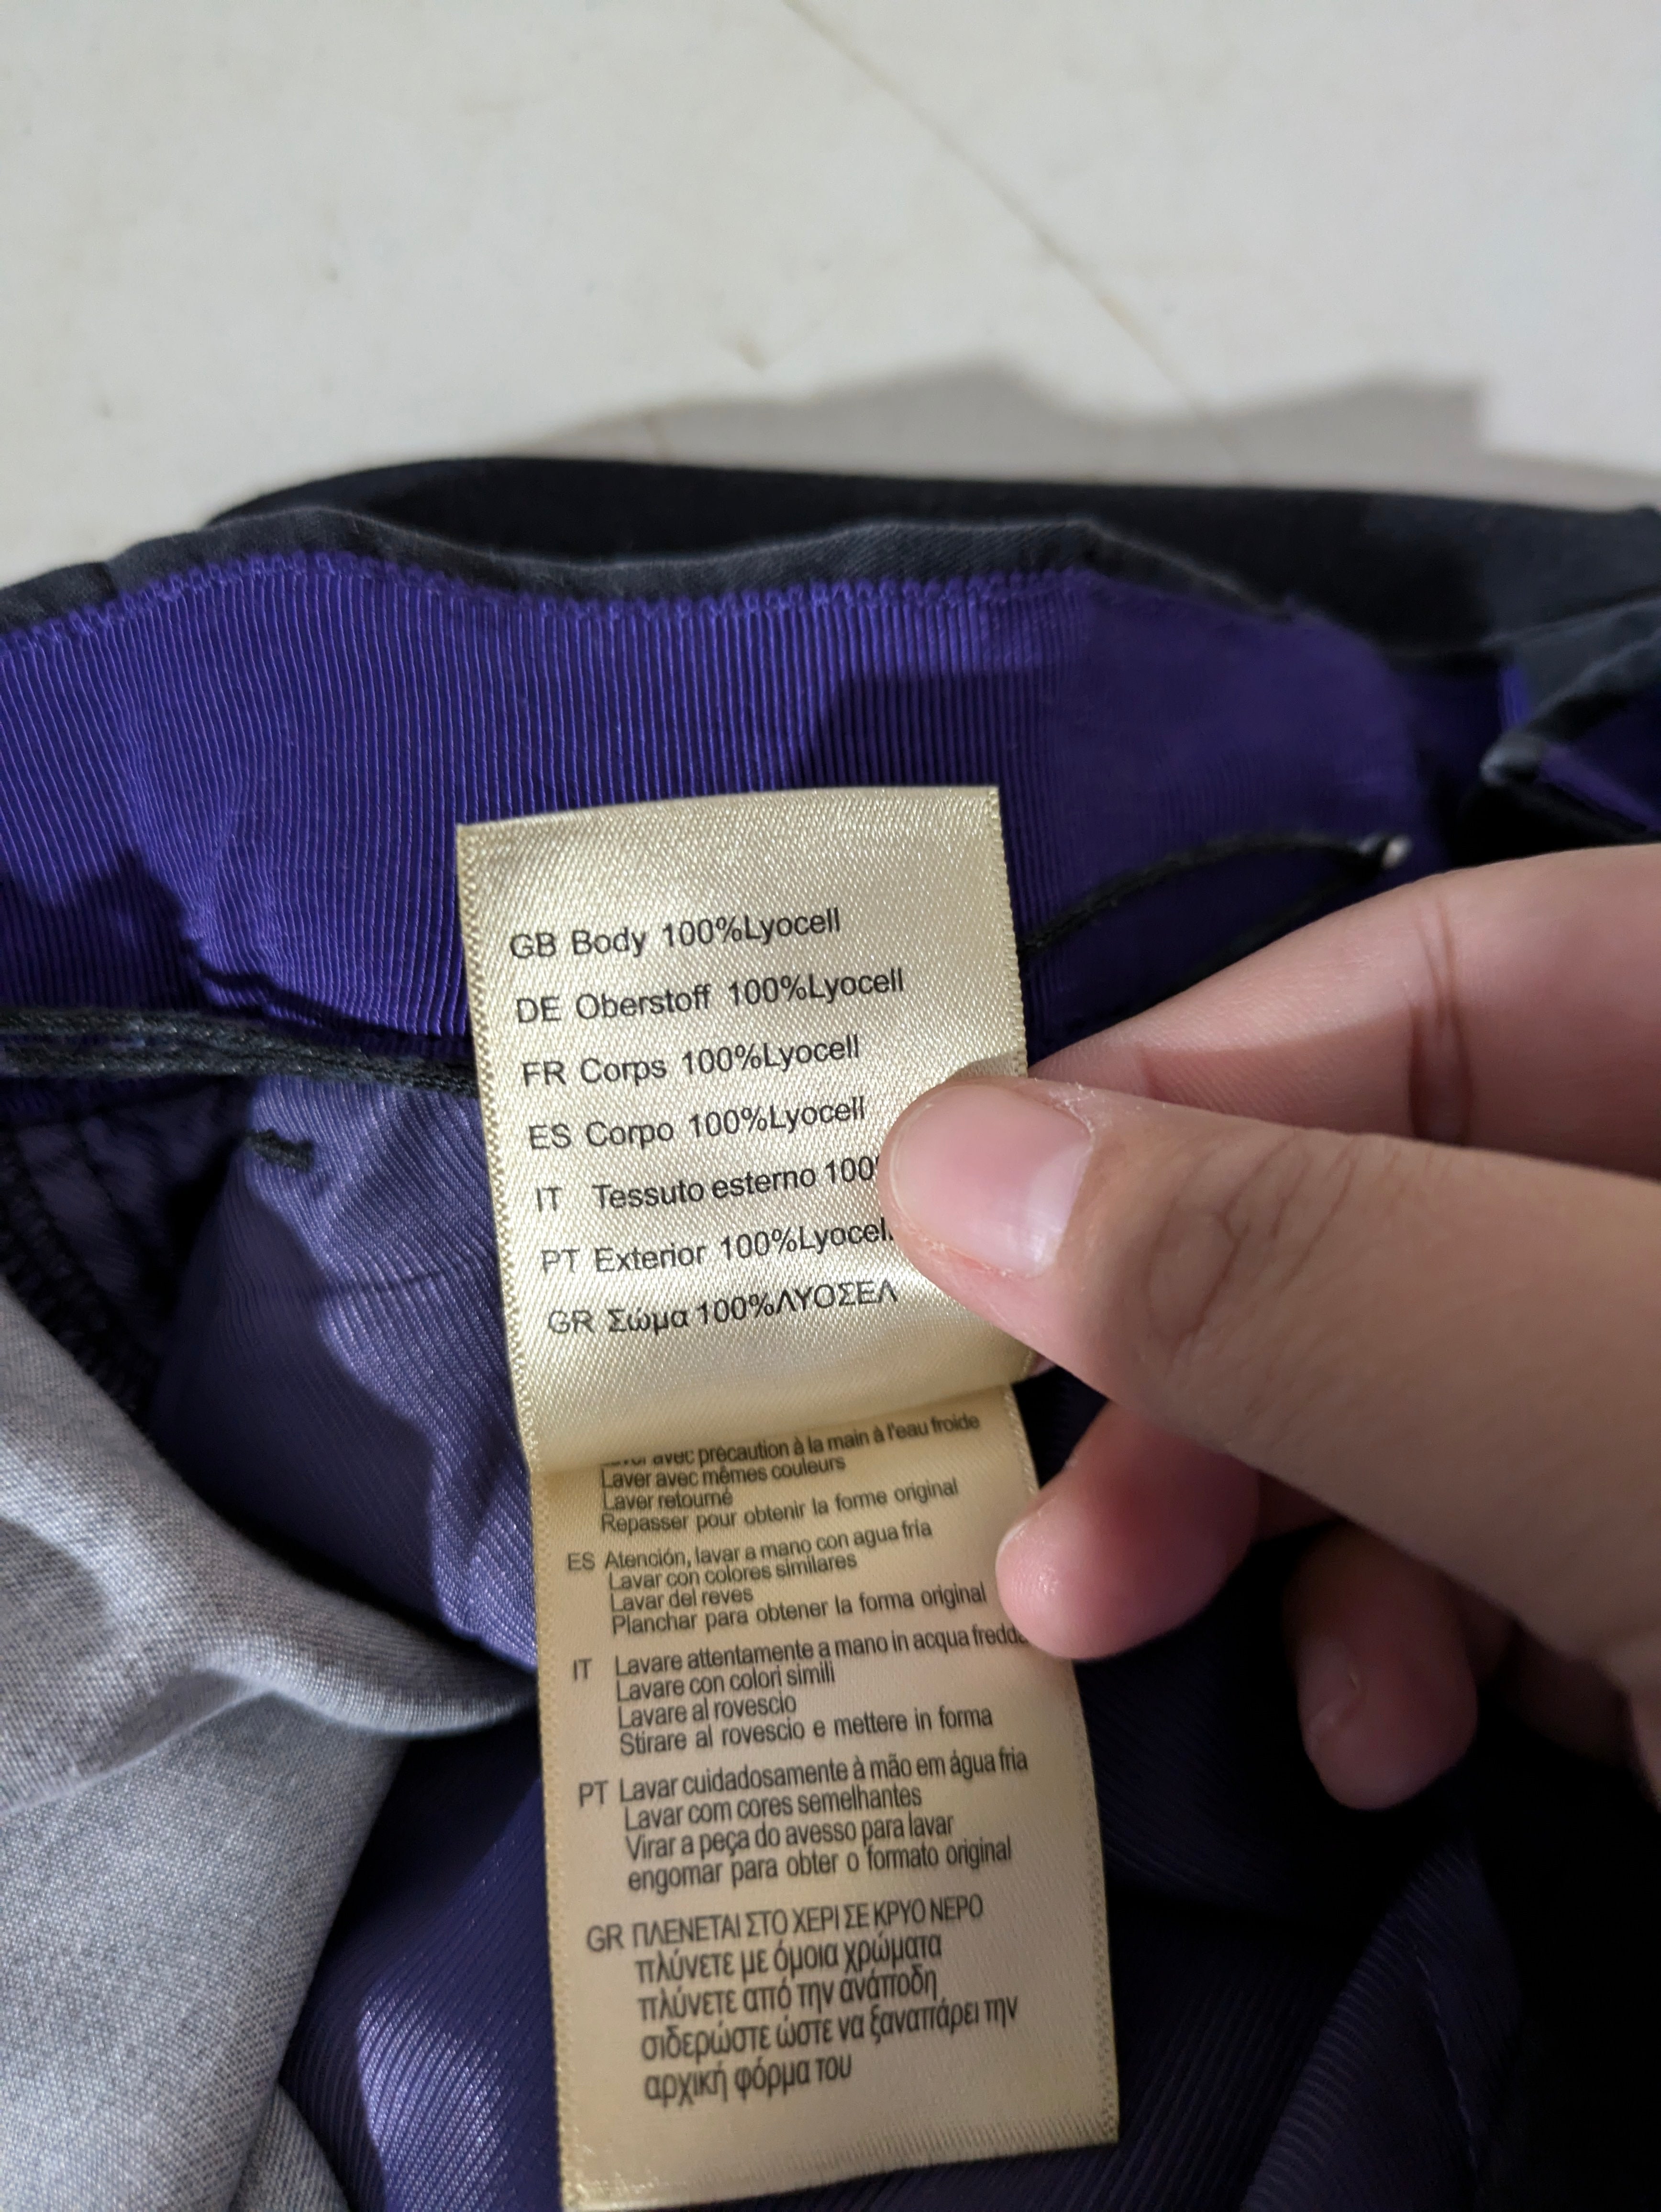 GB Body 100%Lyocell
DE Oberstoff 100%Lyocell
FR Corps 100%Lyocell
ES Corpo 100%Lyocell
IT Tessuto esterno 100
PT Exterior 100%Lyocel
GR Σώμα 100%ΛΥΟΣΕΛ
avec précaution à la main à l'eau froide
Laver avec mêmes couleurs
Laver retourné
Repasser pour obtenir la forme original
ES Atención, lavar a mano con agua fria
Lavar con colores similares
Lavar del reves
Planchar para obtener la forma original
IT Lavare attentamente a mano in acqua fredda
Lavare con colori simili
Lavare al rovescio
Stirare al rovescio e mettere in forma
PT Lavar cuidadosamente à mão em água fria
Lavar com cores semelhantes
Virar a peça do avesso para lavar
engomar para obter o formato original
GR ΠΛΕΝΕΤΑΙ ΣΤΟ ΧΕΡΙ ΣΕ ΚΡΥΟ ΝΕΡΟ
πλύνετε με όμοια χρώματα
πλύνετε από την ανάποδη
σιδερώστε ώστε να ξαναπάρει την
αρχική φόρμα του